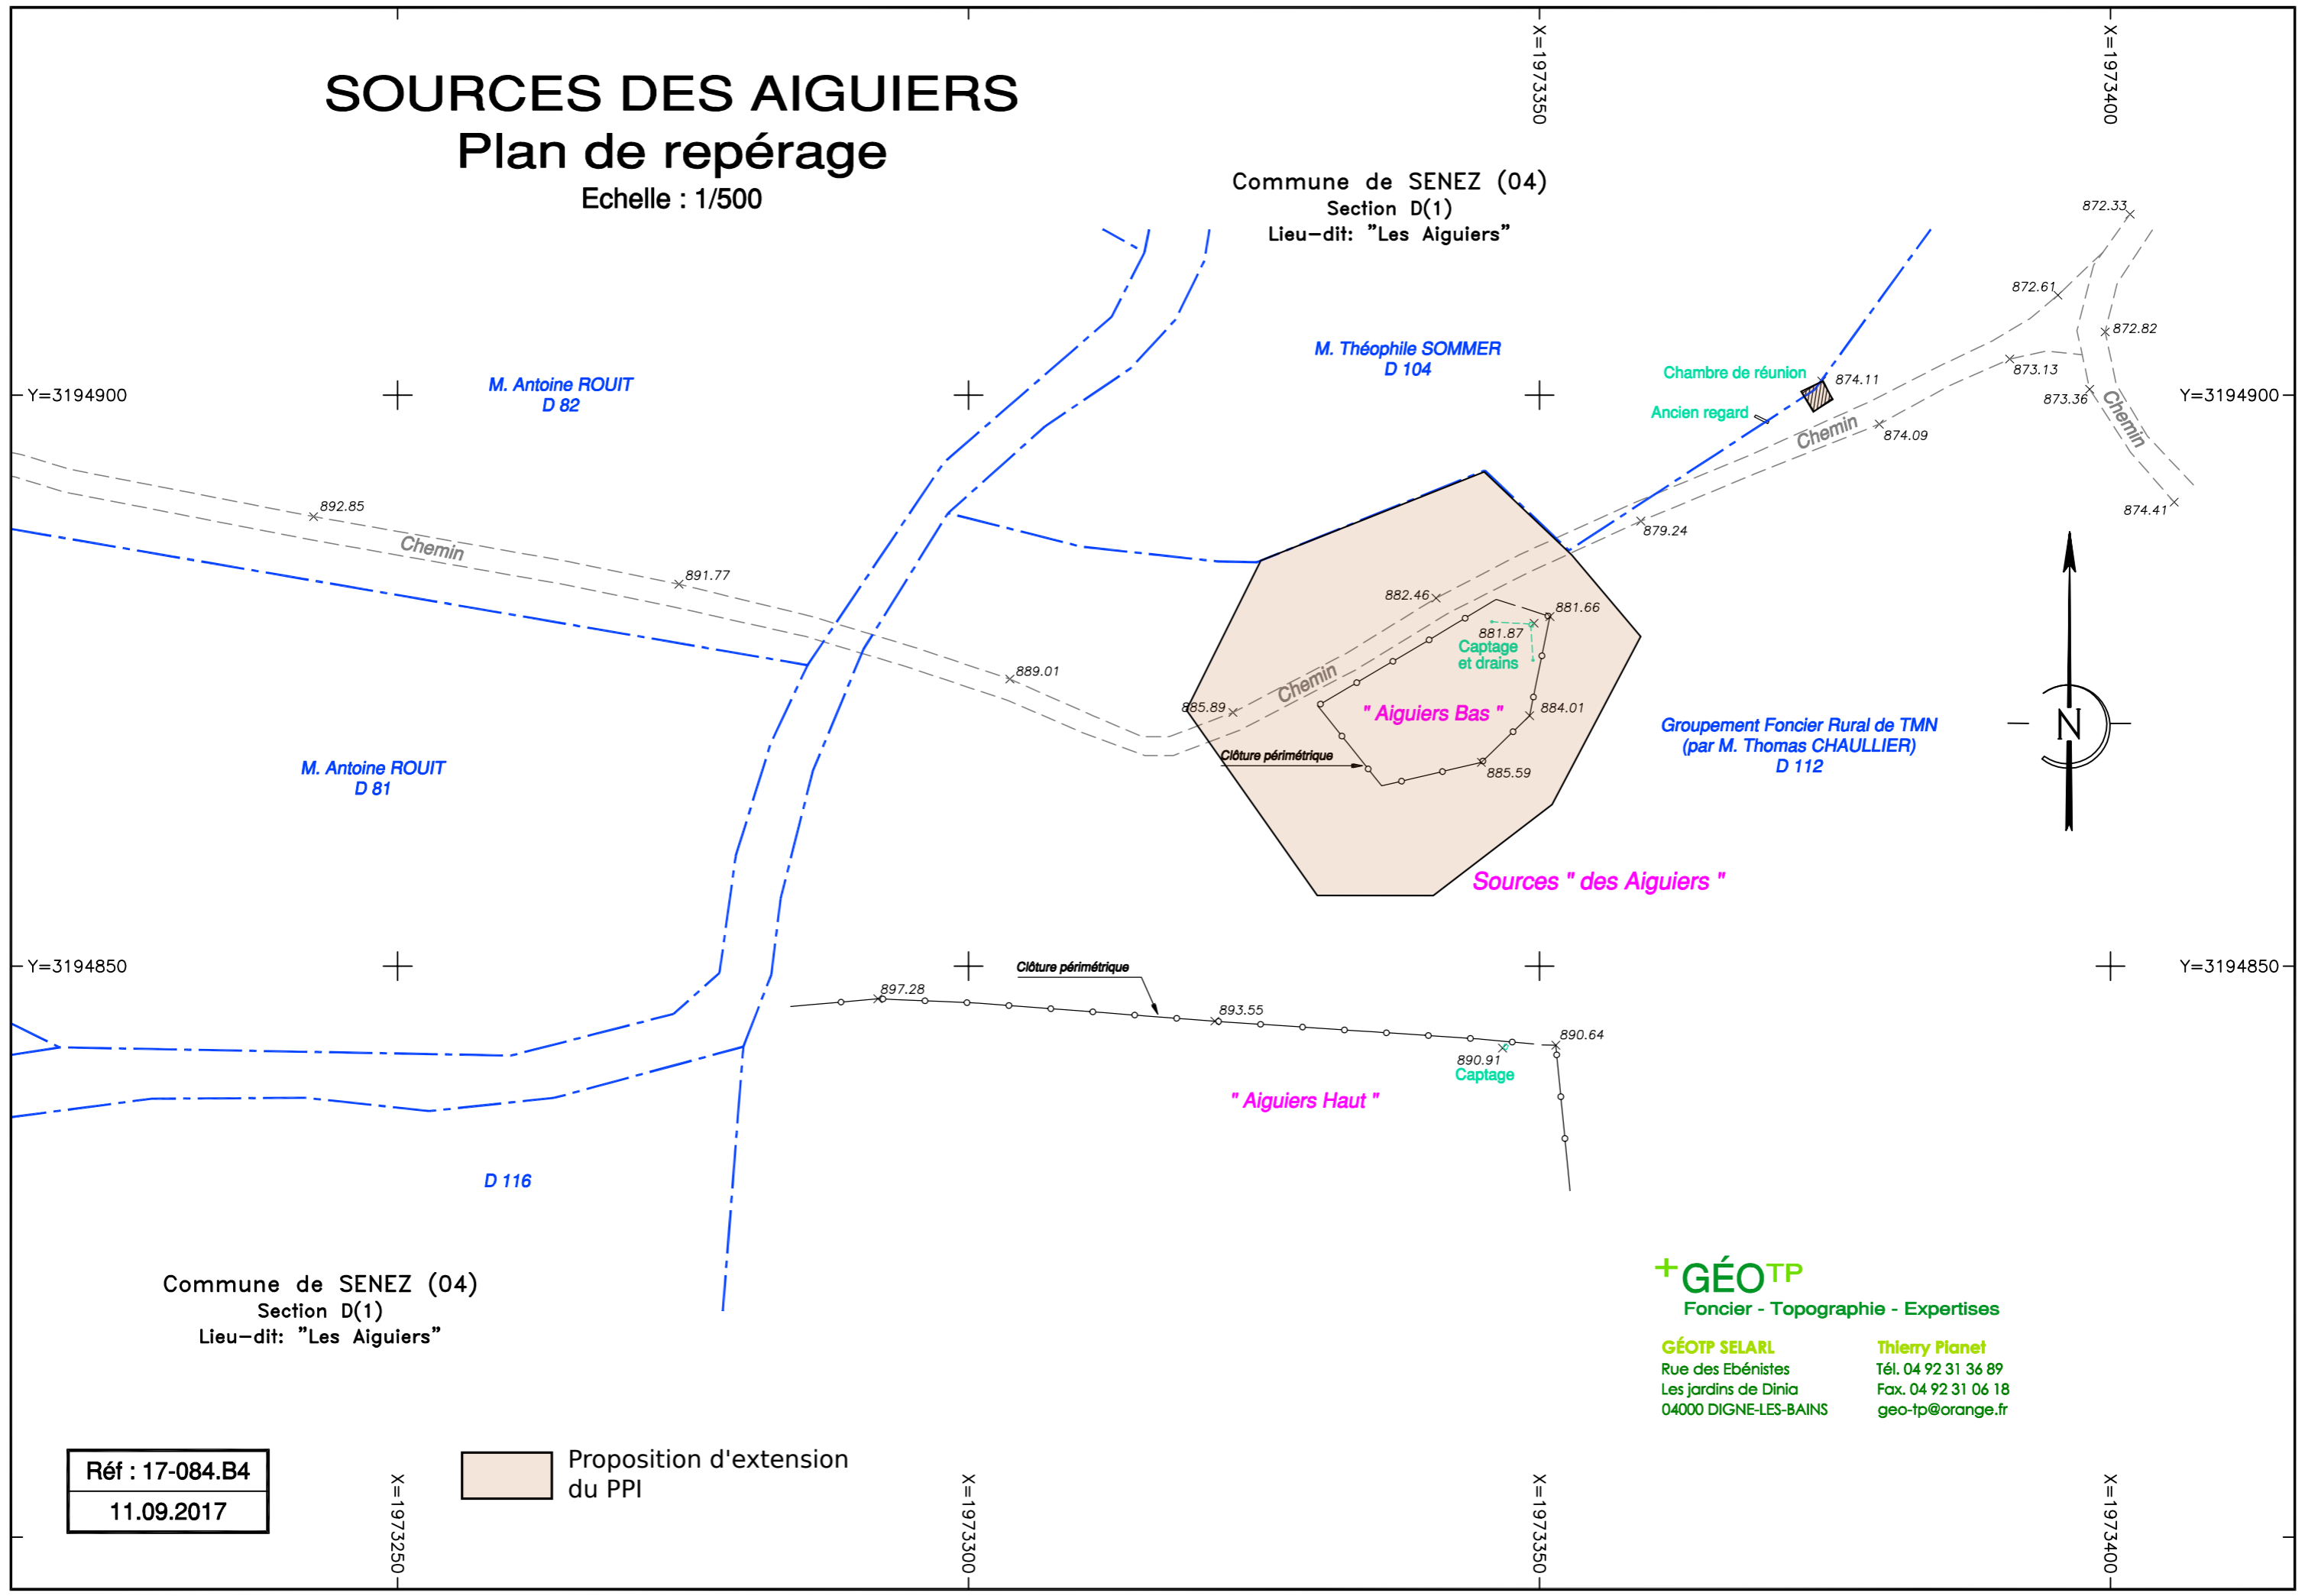 SOURCES DES AIGUIERS
Plan de repérage
Echelle : 1/500
X=1973350
X=1973400
Commune de SENEZ (04)
Section D(1)
Lieu-dit: "Les Aiguiers"
872.33
872.61
872.82
M. Théophile SOMMER
D 104
Chambre de réunion
874.11
873.13
Ancien regard
873.36
Chemin
Chemin
874.09
Y=3194900
M. Antoine ROUIT
D 82
Y=3194900
892.85
Chemin
874.41
879.24
891.77
882.46
881.66
881.87
Captage
et drains
889.01
Chemin
885.89
" Aiguiers Bas "
884.01
Clôture périmétrique
885.59
Groupement Foncier Rural de TMN
(par M. Thomas CHAULLIER)
D 112
N
M. Antoine ROUIT
D 81
Sources " des Aiguiers "
Y=3194850
Clôture périmétrique
Y=3194850
897.28
893.55
890.64
890.91
Captage
" Aiguiers Haut "
D 116
Commune de SENEZ (04)
Section D(1)
Lieu-dit: "Les Aiguiers"
+GÉOTP
Foncier - Topographie - Expertises
GÉOTP SELARL
Rue des Ebénistes
Les jardins de Dinia
04000 DIGNE-LES-BAINS
Thierry Planet
Tél. 04 92 31 36 89
Fax. 04 92 31 06 18
geo-tp@orange.fr
Réf : 17-084.B4
11.09.2017
Proposition d'extension
du PPI
X=1973250
X=1973300
X=1973350
X=1973400